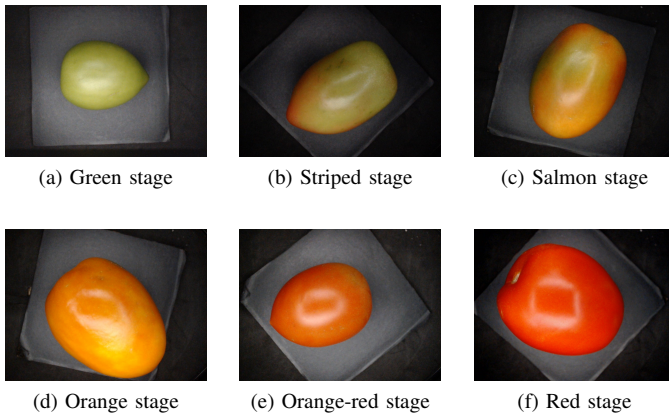 (a) Green stage
(b) Striped stage
(c) Salmon stage
(d) Orange stage
(e) Orange-red stage
(f) Red stage